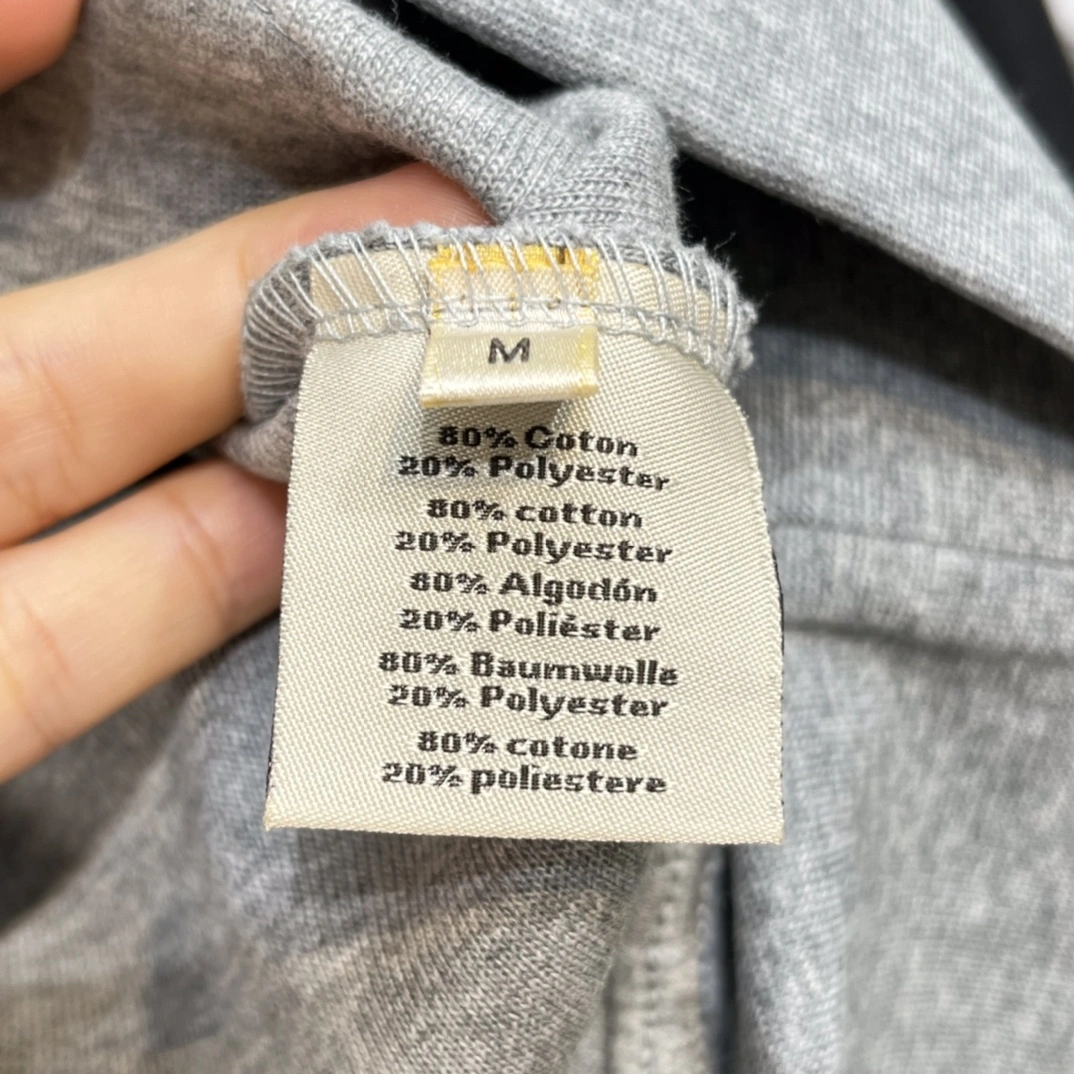 M
80% Coton
20% Polyester
80% cotton
20% Polyester
80% Algodón
20% Poliéster
80% Baumwolle
20% Polyester
80% cotone
20% poliestere